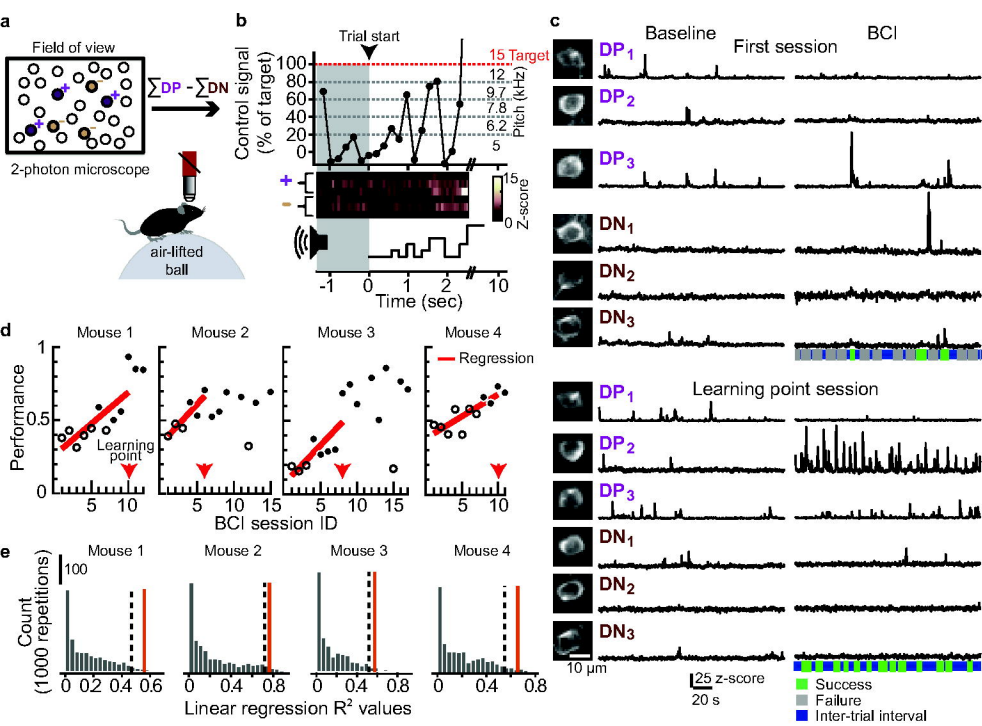 a
Field of view
ΣDP - ΣDN
+
+
+
-
-
2-photon microscope
air-lifted
ball
b
Trial start
Control signal
(% of target)
100
80
60
40
20
0
15 Target
12
9.7
7.8
6.2
5
Pitch (kHz)
+
-
15
0
Z-score
-1 0 1 2 10
Time (sec)
c
Baseline
BCI
First session
DP1
DP2
DP3
DN1
DN2
DN3
Learning point session
DP1
DP2
DP3
DN1
DN2
DN3
10 µm
25 z-score
20 s
Success
Failure
Inter-trial interval
d
Mouse 1 Mouse 2 Mouse 3 Mouse 4
Performance
1
0.5
0
Learning
point
Regression
5 10 5 10 15 5 10 15 5 10
BCI session ID
e
Mouse 1 Mouse 2 Mouse 3 Mouse 4
100
Count
(1000 repetitions)
0 0.2 0.4 0.6 0 0.4 0.8 0 0.4 0.8 0 0.4 0.8
Linear regression R² values